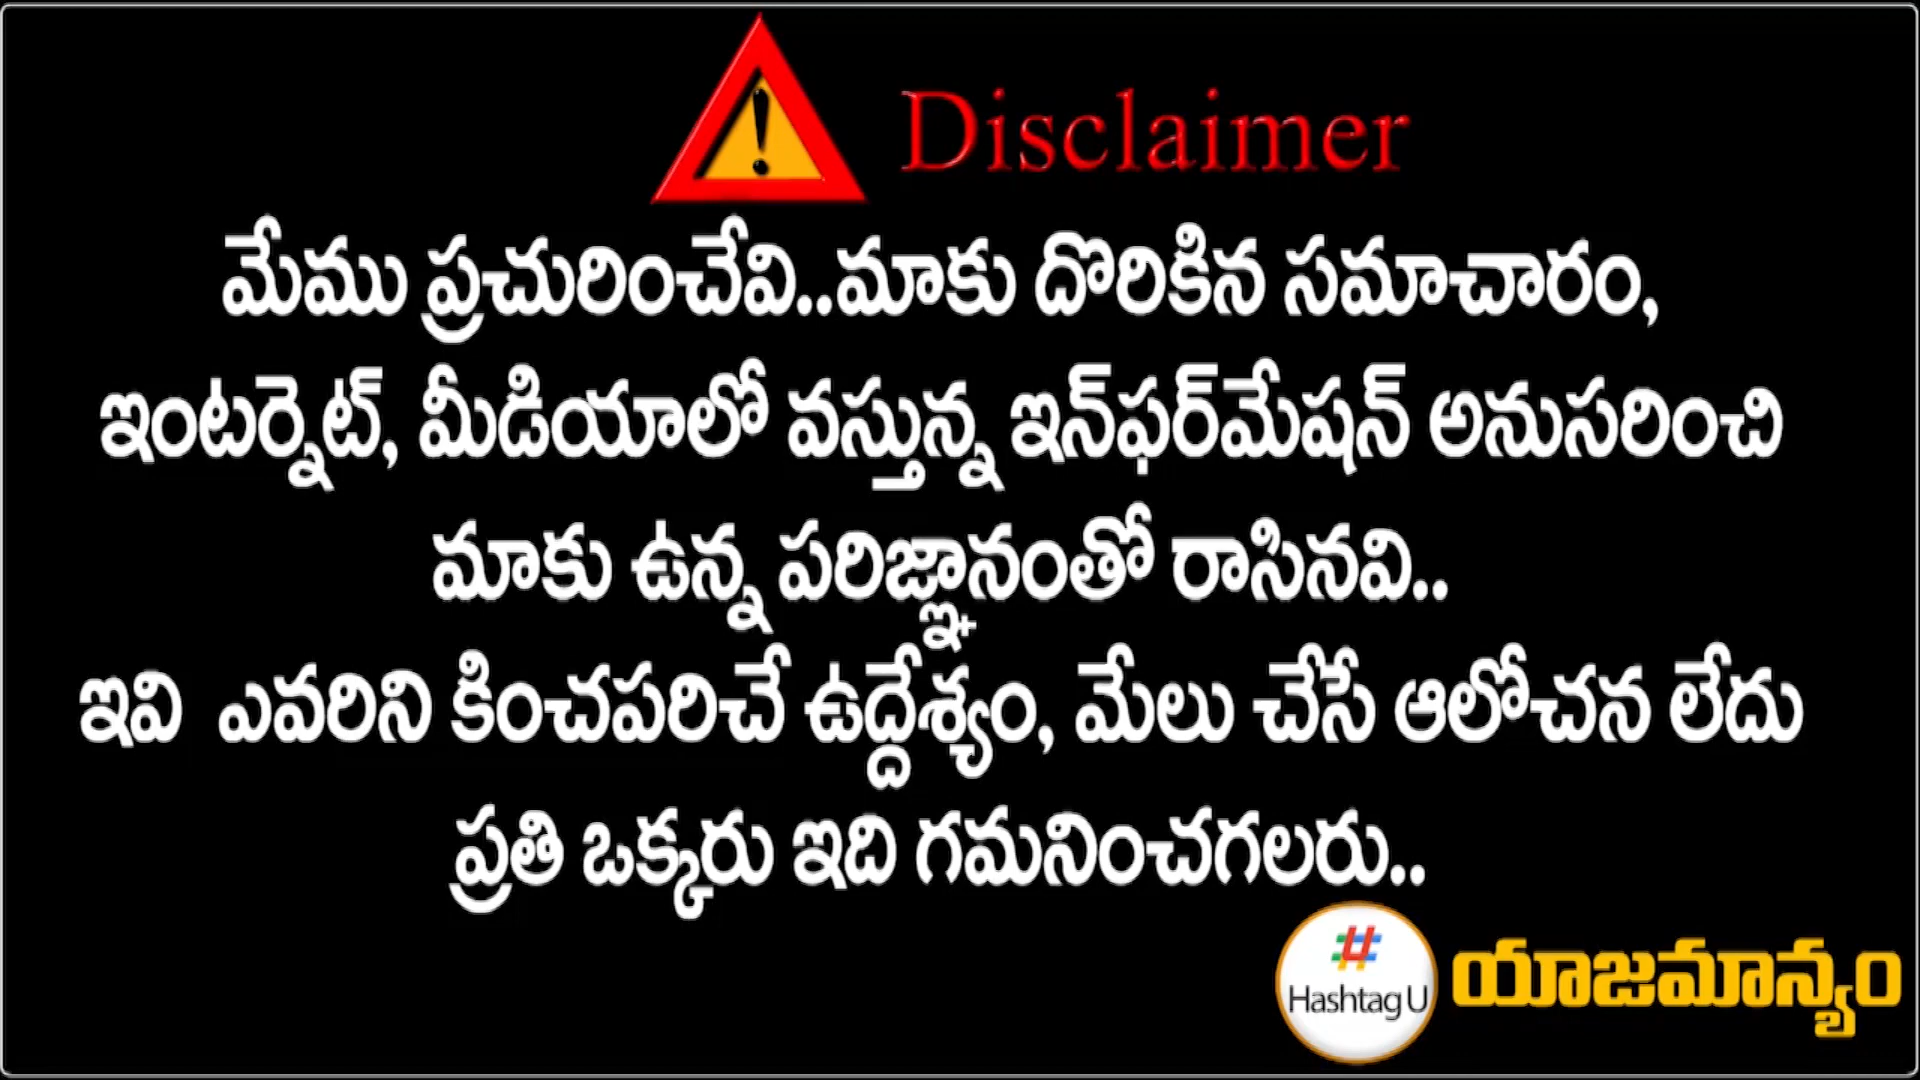 Disclaimer
మేము ప్రచురించేవి..మాకు దొరికిన సమాచారం,
ఇంటర్నెట్, మీడియాలో వస్తున్న ఇన్‌ఫర్‌మేషన్ అనుసరించి
మాకు ఉన్న పరిజ్ఞానంతో రాసినవి..
ఇవి ఎవరిని కించపరిచే ఉద్దేశ్యం, మేలు చేసే ఆలోచన లేదు
ప్రతి ఒక్కరు ఇది గమనించగలరు..
#
Hashtag U
యాజమాన్యం